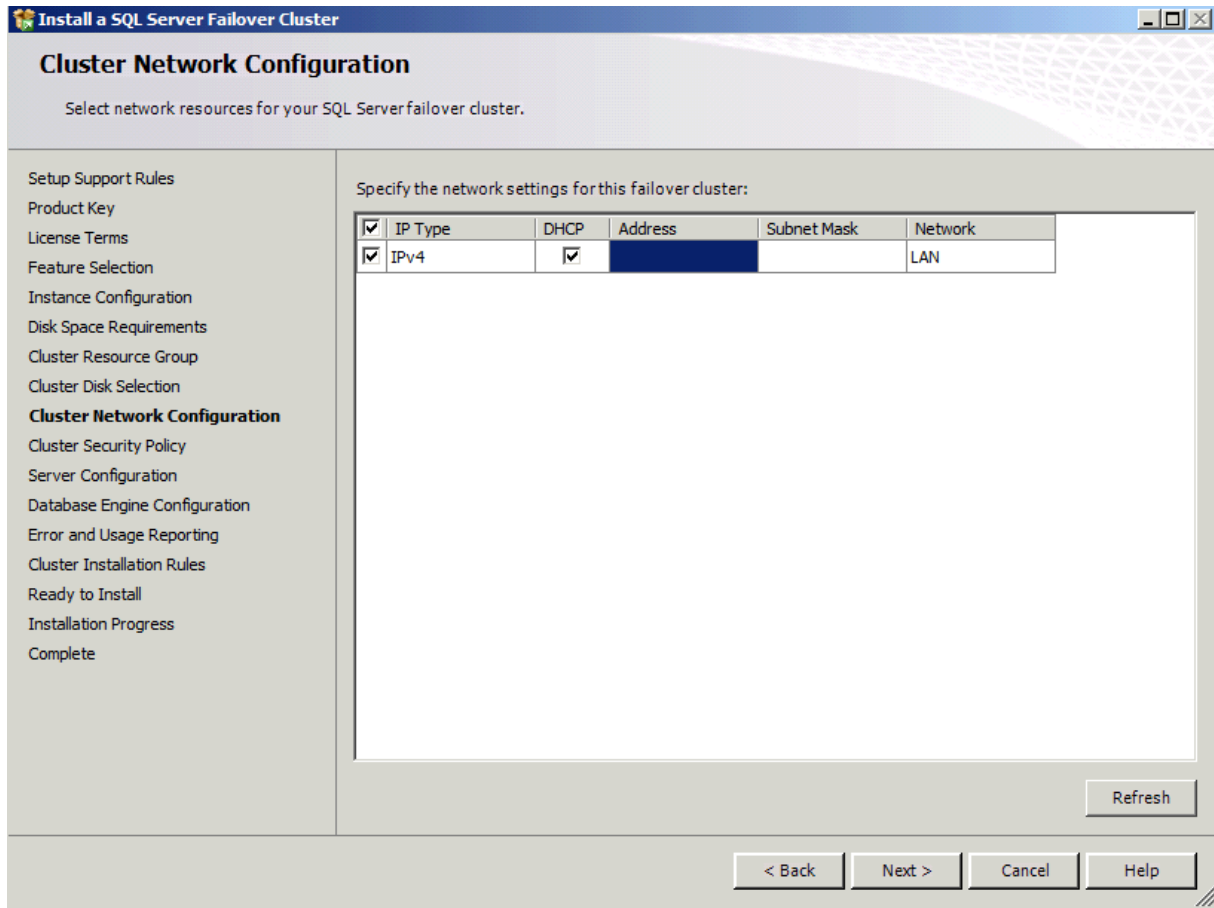 Install a SQL Server Failover Cluster
Cluster Network Configuration
Select network resources for your SQL Server failover cluster.
Setup Support Rules
Product Key
License Terms
Feature Selection
Instance Configuration
Disk Space Requirements
Cluster Resource Group
Cluster Disk Selection
Cluster Network Configuration
Cluster Security Policy
Server Configuration
Database Engine Configuration
Error and Usage Reporting
Cluster Installation Rules
Ready to Install
Installation Progress
Complete
Specify the network settings for this failover cluster:
IP Type DHCP Address Subnet Mask Network
IPv4 LAN
Refresh
< Back Next > Cancel Help